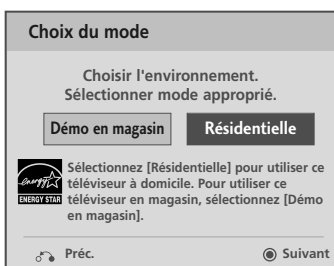 Choix du mode
Choisir l'environnement.
Sélectionner mode approprié.
Démo en magasin
Résidentielle
energy
ENERGY STAR
Sélectionnez [Résidentielle] pour utiliser ce
téléviseur à domicile. Pour utiliser ce
téléviseur en magasin, sélectionnez [Démo
en magasin].
Préc.
Suivant